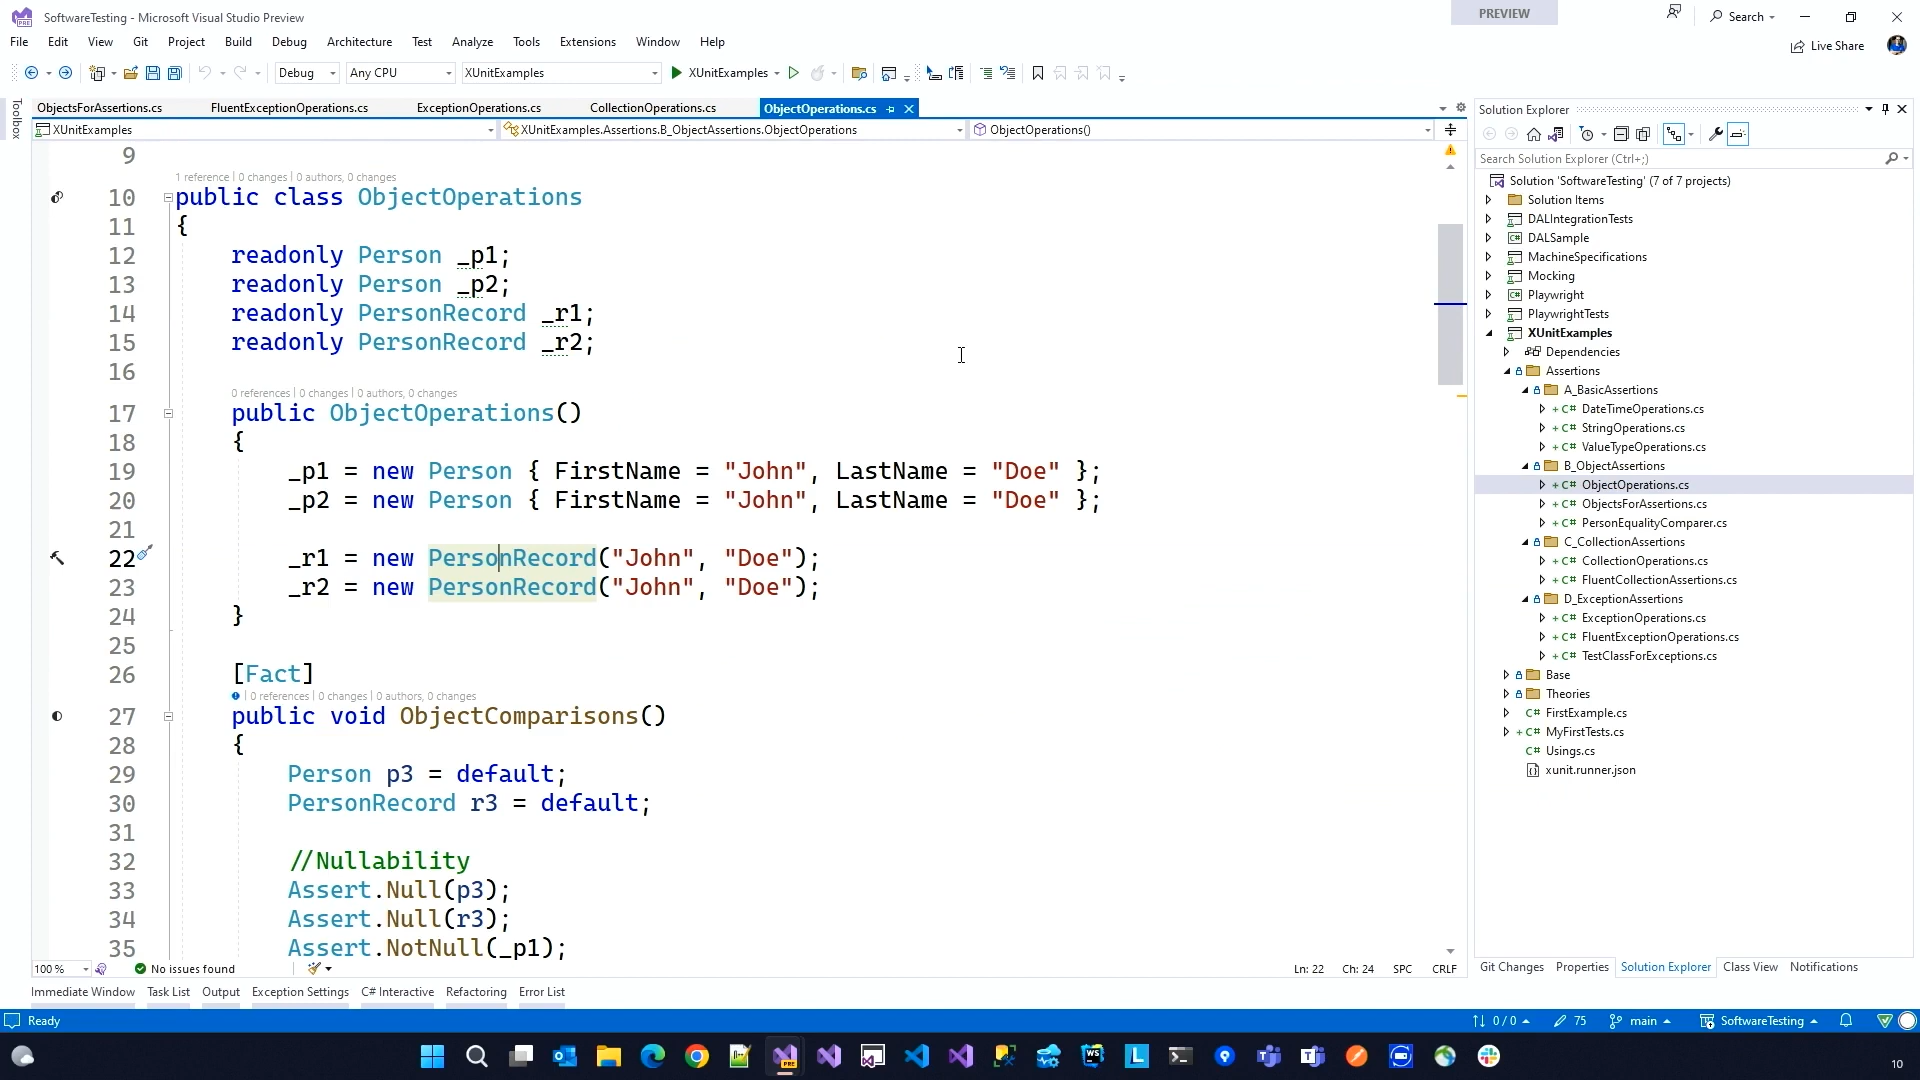 SoftwareTesting - Microsoft Visual Studio Preview
PREVIEW
Search
File Edit View Git Project Build Debug Architecture Test Analyze Tools Extensions Window Help
Live Share
Debug Any CPU XUnitExamples XUnitExamples
Toolbox
ObjectsForAssertions.cs FluentExceptionOperations.cs ExceptionOperations.cs CollectionOperations.cs ObjectOperations.cs
XUnitExamples XUnitExamples.Assertions.B_ObjectAssertions.ObjectOperations ObjectOperations()
9
1 reference | 0 changes | 0 authors, 0 changes
10 public class ObjectOperations
11 {
12 readonly Person _p1;
13 readonly Person _p2;
14 readonly PersonRecord _r1;
15 readonly PersonRecord _r2;
16
0 references | 0 changes | 0 authors, 0 changes
17 public ObjectOperations()
18 {
19 _p1 = new Person { FirstName = "John", LastName = "Doe" };
20 _p2 = new Person { FirstName = "John", LastName = "Doe" };
21
22 _r1 = new PersonRecord("John", "Doe");
23 _r2 = new PersonRecord("John", "Doe");
24 }
25
26 [Fact]
0 references | 0 changes | 0 authors, 0 changes
27 public void ObjectComparisons()
28 {
29 Person p3 = default;
30 PersonRecord r3 = default;
31
32 //Nullability
33 Assert.Null(p3);
34 Assert.Null(r3);
35 Assert.NotNull(_p1);
100 % No issues found Ln: 22 Ch: 24 SPC CRLF
Solution Explorer
Search Solution Explorer (Ctrl+;)
Solution 'SoftwareTesting' (7 of 7 projects)
Solution Items
DALIntegrationTests
C# DALSample
MachineSpecifications
Mocking
C# Playwright
PlaywrightTests
XUnitExamples
Dependencies
Assertions
A_BasicAssertions
+ C# DateTimeOperations.cs
+ C# StringOperations.cs
+ C# ValueTypeOperations.cs
B_ObjectAssertions
+ C# ObjectOperations.cs
+ C# ObjectsForAssertions.cs
+ C# PersonEqualityComparer.cs
C_CollectionAssertions
+ C# CollectionOperations.cs
+ C# FluentCollectionAssertions.cs
D_ExceptionAssertions
+ C# ExceptionOperations.cs
+ C# FluentExceptionOperations.cs
+ C# TestClassForExceptions.cs
Base
Theories
C# FirstExample.cs
+ C# MyFirstTests.cs
C# Usings.cs
xunit.runner.json
Git Changes Properties Solution Explorer Class View Notifications
Immediate Window Task List Output Exception Settings C# Interactive Refactoring Error List
Ready 0 / 0 75 main SoftwareTesting
PRE WS L T
10